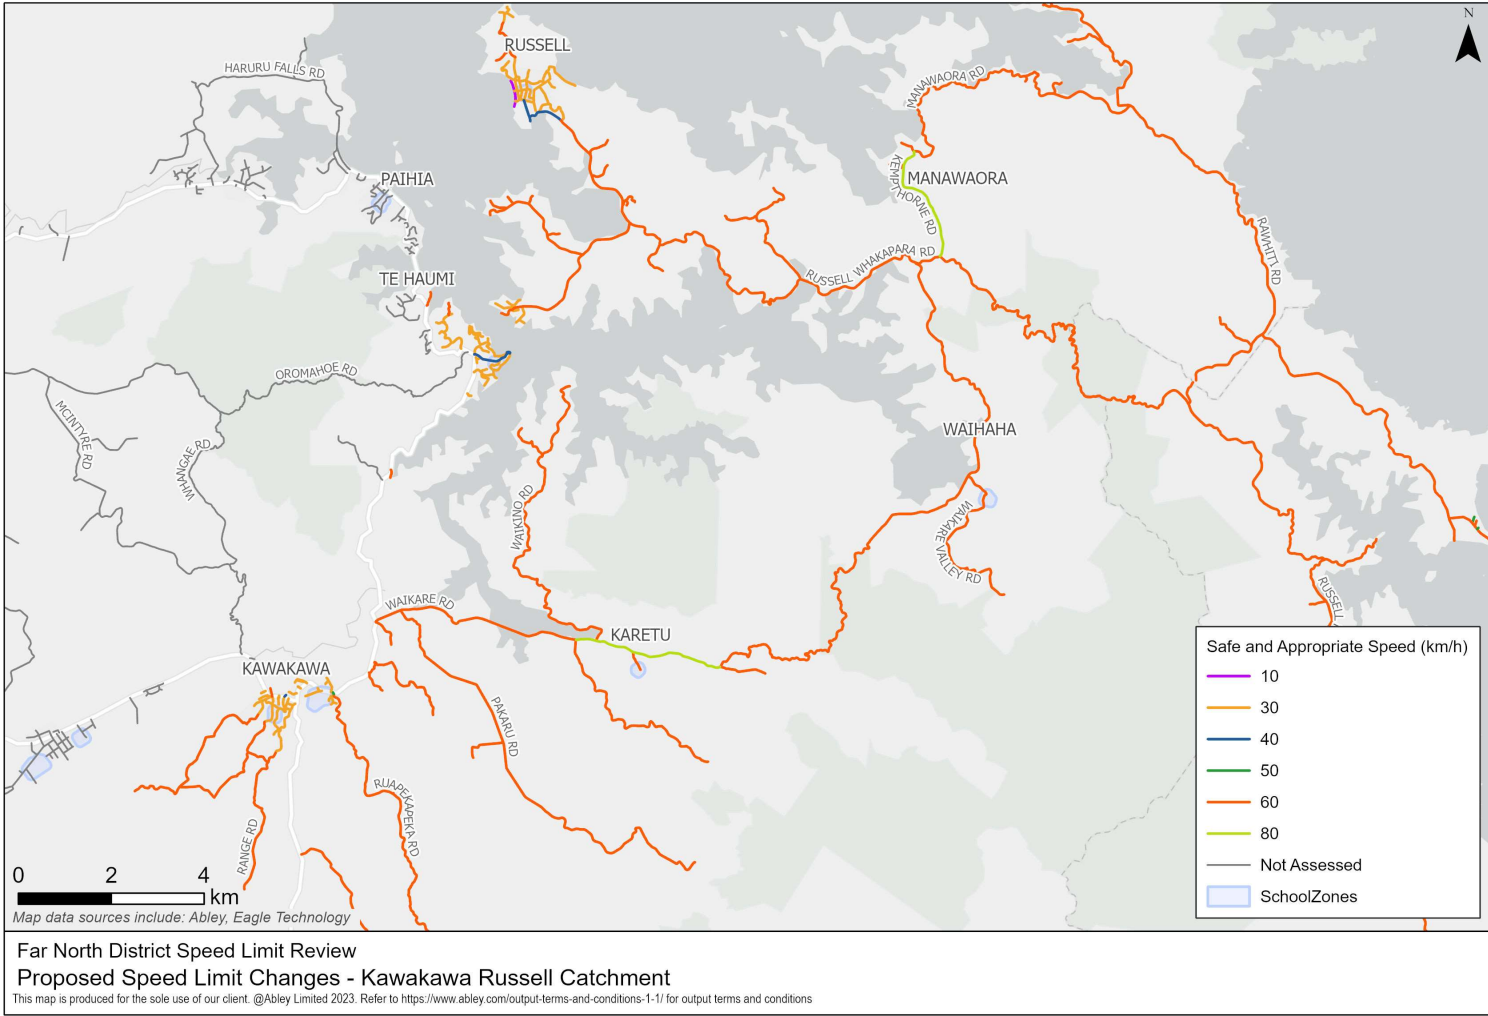 N
RUSSELL
HARURU FALLS RD
MANAWAORA RD
PAIHIA
KEMPTHORNE RD
MANAWAORA
RAWHITI RD
TE HAUMI
RUSSELL WHAKAPARA RD
OROMAHOE RD
MCINTYRE RD
WHANGAE RD
WAIHAHA
WAIKINO RD
WAIKARE VALLEY RD
WAIKARE RD
KARETU
RUSSELL
KAWAKAWA
PAKARU RD
RUAPEKAPEKA RD
RANGE RD
Safe and Appropriate Speed (km/h)
10
30
40
50
60
80
Not Assessed
SchoolZones
0 2 4
km
Map data sources include: Abley, Eagle Technology
Far North District Speed Limit Review
Proposed Speed Limit Changes - Kawakawa Russell Catchment
This map is produced for the sole use of our client. @Abley Limited 2023. Refer to https://www.abley.com/output-terms-and-conditions-1-1/ for output terms and conditions